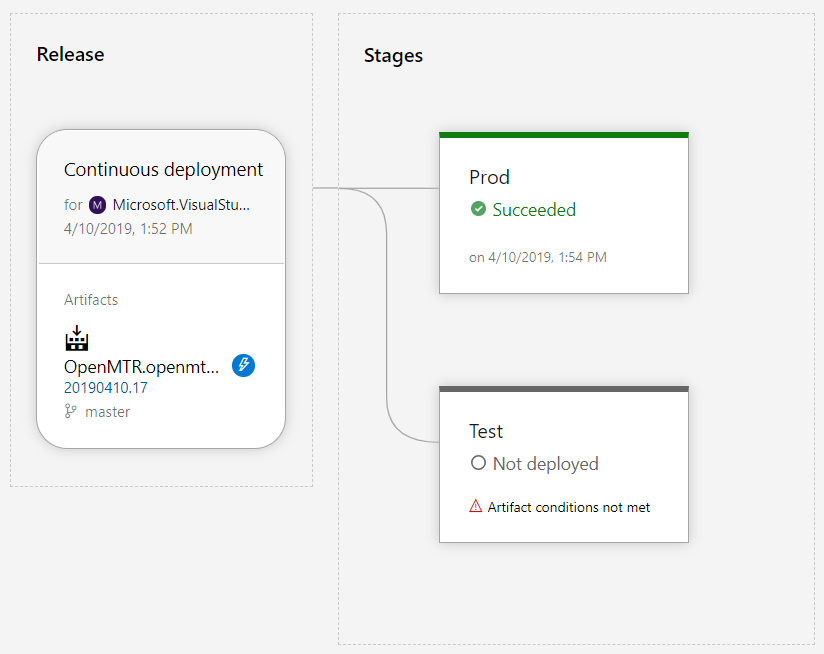 Release
Continuous deployment
for M Microsoft.VisualStu...
4/10/2019, 1:52 PM
Artifacts
OpenMTR.openmt...
20190410.17
master
Stages
Prod
Succeeded
on 4/10/2019, 1:54 PM
Test
Not deployed
Artifact conditions not met